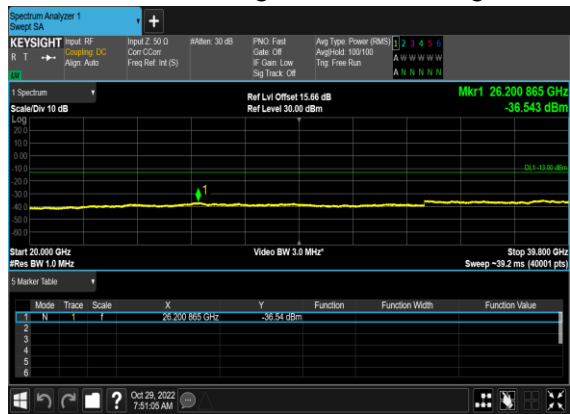 Spectrum Analyzer 1
Swept SA
+
KEYSIGHT Input: RF Input Z: 50 Ω #Atten: 30 dB PNO: Fast Avg Type: Power (RMS) 1 2 3 4 5 6
R T Coupling: DC Corr CCorr Gate: Off Avg|Hold: 100/100 A W W W W W
Align: Auto Freq Ref: Int (S) IF Gain: Low Trig: Free Run
Sig Track: Off A N N N N N
1 Spectrum Ref Lvl Offset 15.66 dB Mkr1 26.200 865 GHz
Scale/Div 10 dB Ref Level 30.00 dBm -36.543 dBm
Log
20.0
10.0
0.00
-10.0 DL1 -13.00 dBm
-20.0
-30.0 1
-40.0
-50.0
-60.0
Start 20.000 GHz Video BW 3.0 MHz* Stop 39.800 GHz
#Res BW 1.0 MHz Sweep ~39.2 ms (40001 pts)
5 Marker Table
Mode Trace Scale X Y Function Function Width Function Value
1 N 1 f 26.200 865 GHz -36.54 dBm
2
3
4
5
6
? Oct 29, 2022
7:51:05 AM